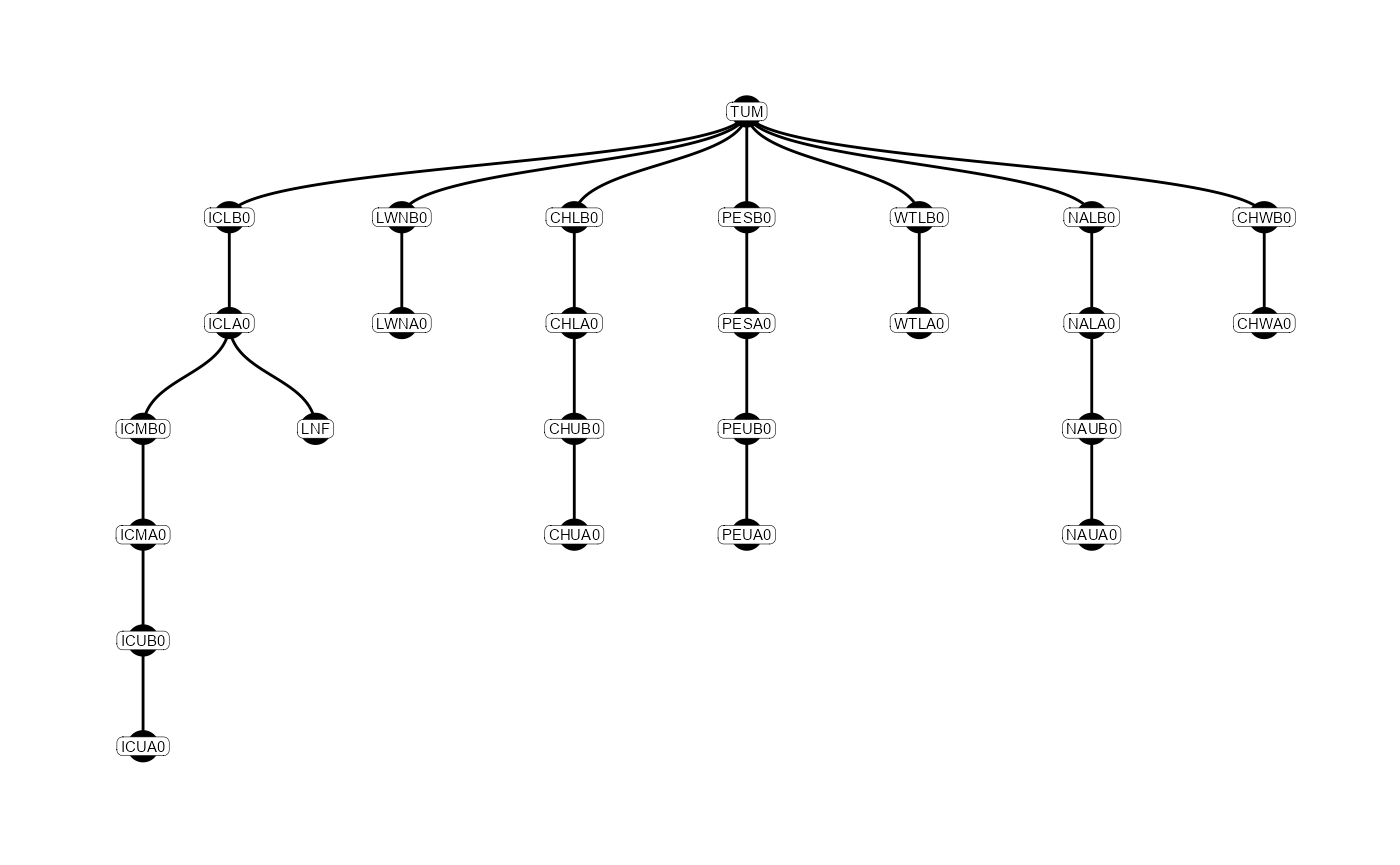 TUM
ICLB0 LWNB0 CHLB0 PESB0 WTLB0 NALB0 CHWB0
ICLA0 LWNA0 CHLA0 PESA0 WTLA0 NALA0 CHWA0
ICMB0 LNF CHUB0 PEUB0 NAUB0
ICMA0 CHUA0 PEUA0 NAUA0
ICUB0
ICUA0